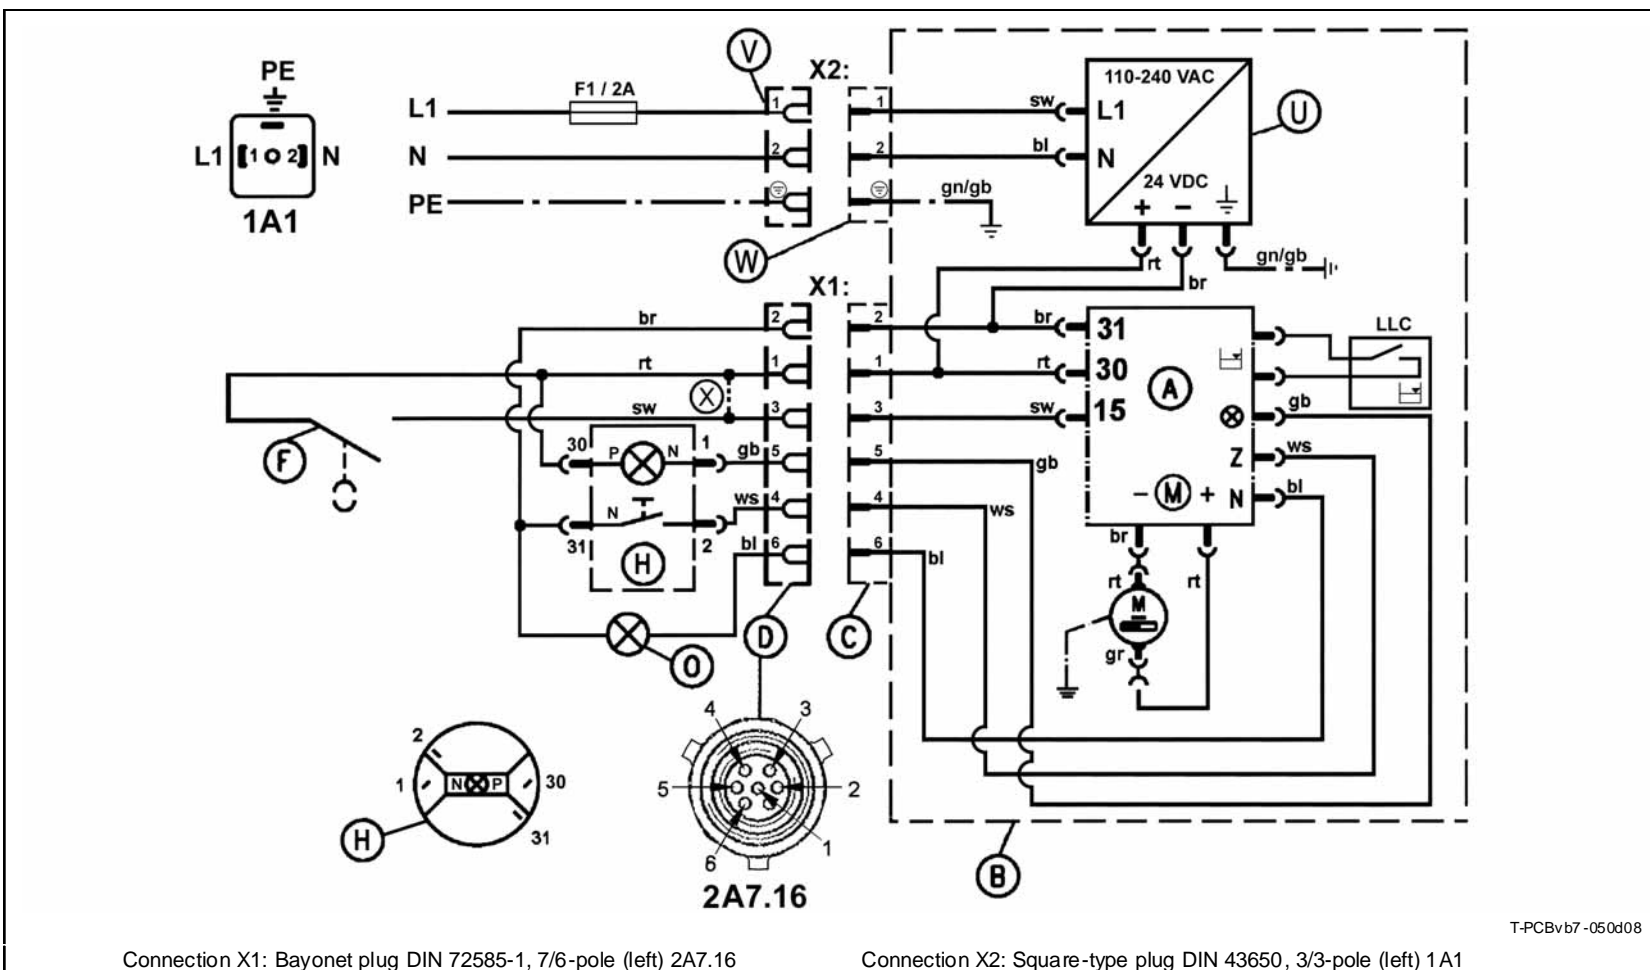 PE
L1 1 2 N
1A1
L1
F1 / 2A
N
PE
V
X2:
1
2
1
2
W
gn/gb
sw
bl
110-240 VAC
L1
N
24 VDC
+ −
U
rt
br
gn/gb
X1:
br
rt
sw
X
F
30
P
N
1
gb
N
ws
31
2
H
bl
O
2
1
3
5
4
6
2
1
3
5
4
6
D
C
br
rt
sw
31
30
15
A
LLC
gb
Z
ws
N
bl
− M +
gb
ws
bl
br
rt
rt
M
gr
2
1
N P
30
31
H
4
3
5
2
6
1
2A7.16
B
T-PCBvb7-050d08
Connection X1: Bayonet plug DIN 72585-1, 7/6-pole (left) 2A7.16
Connection X2: Square-type plug DIN 43650, 3/3-pole (left) 1A1